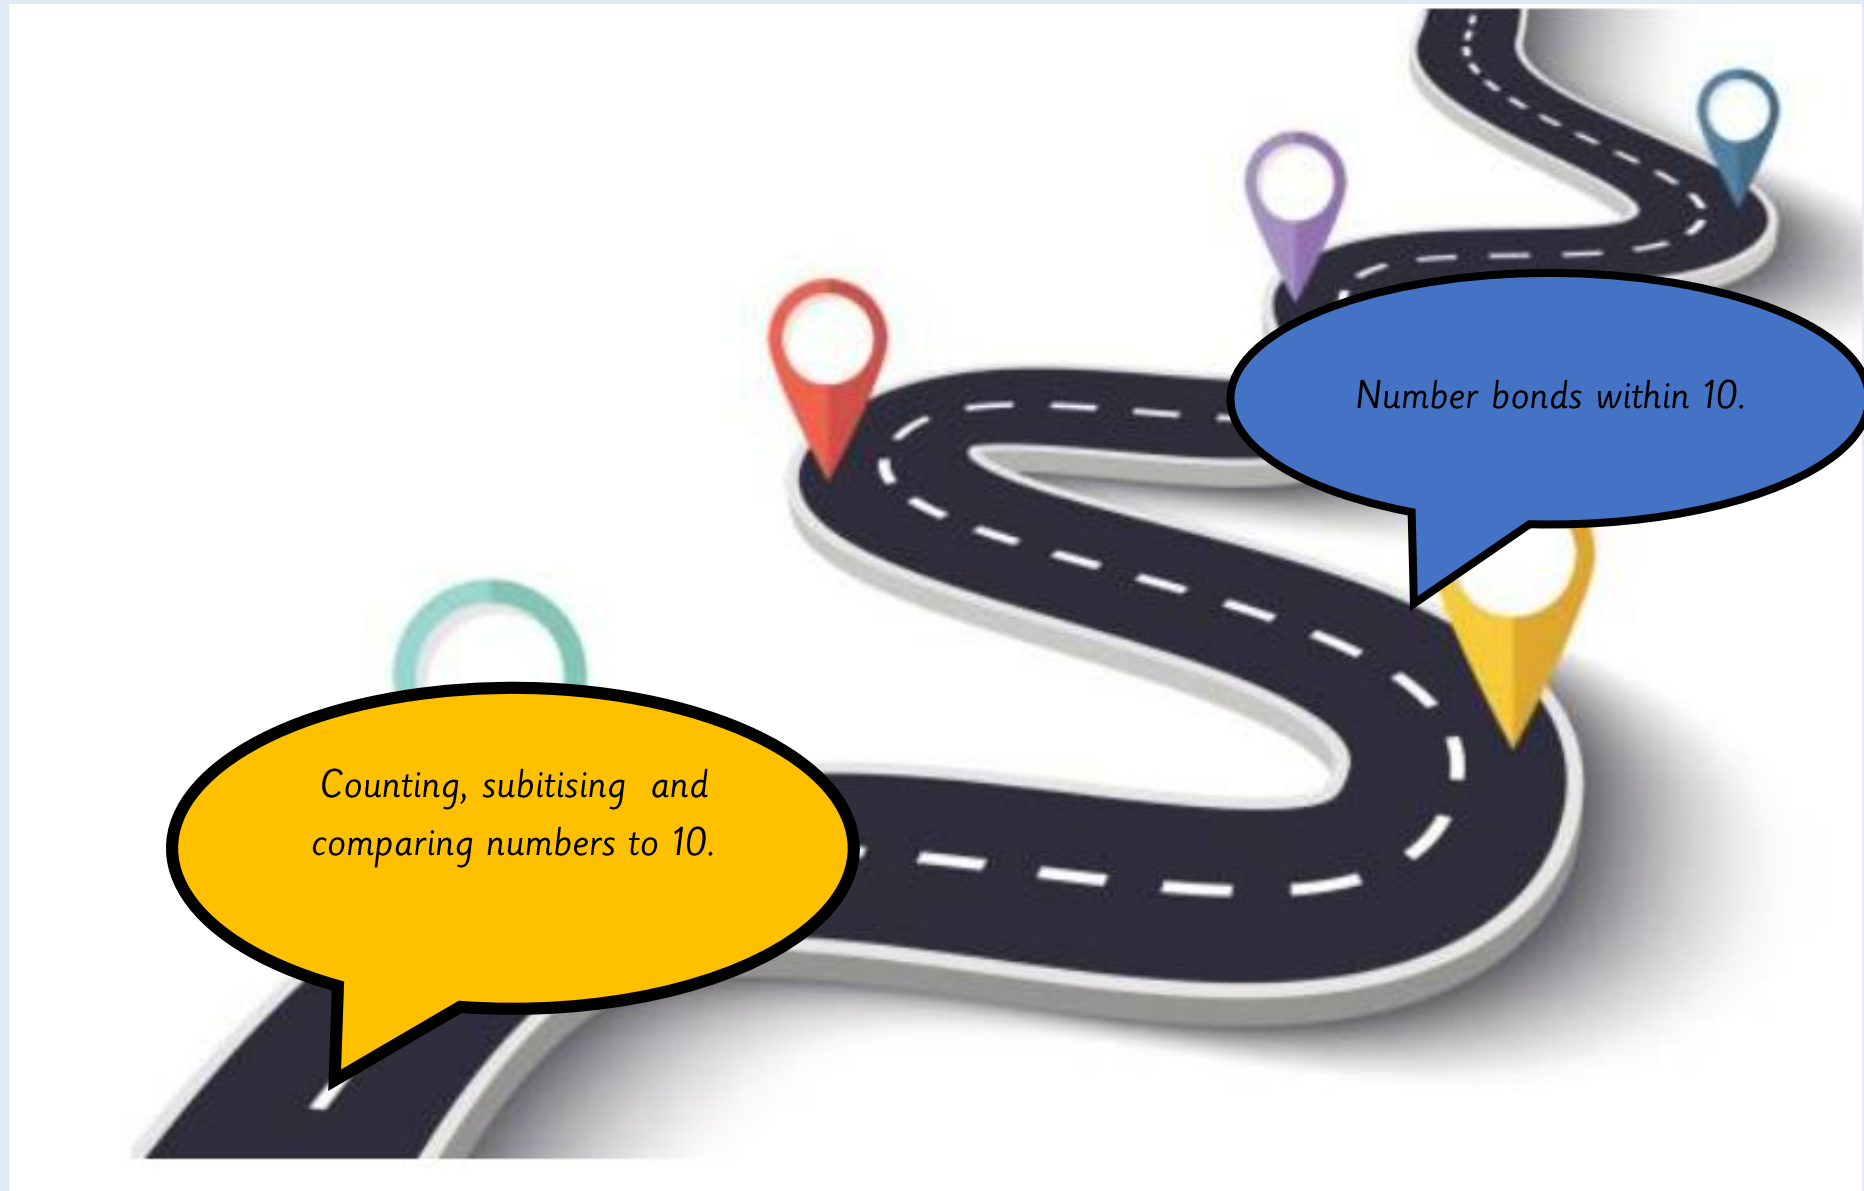 Number bonds within 10.
Counting, subitising  and
comparing numbers to 10.